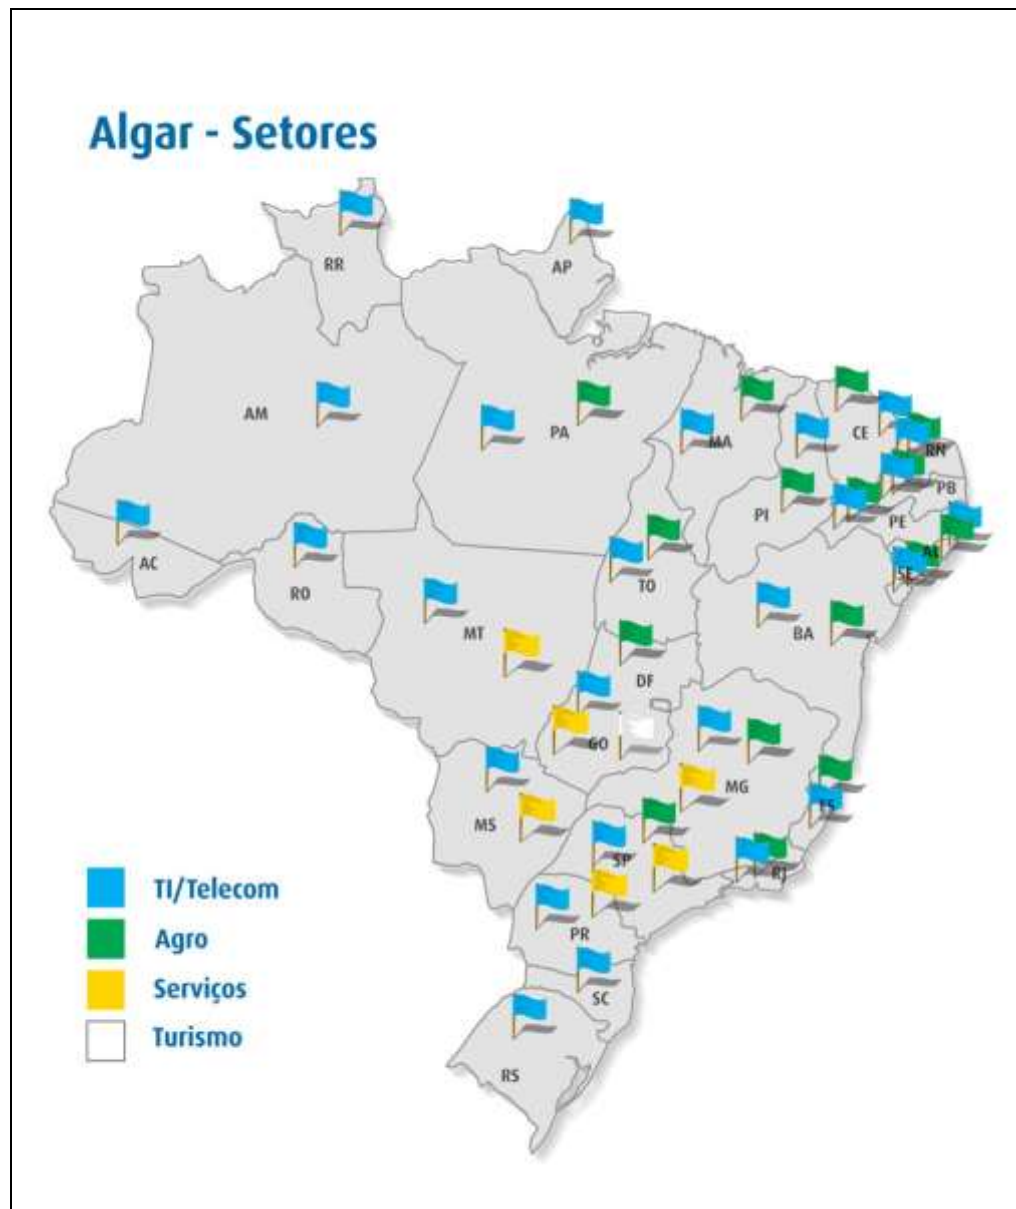 Algar - Setores
RR
AP
AM
PA
MA
CE
RN
PB
PI
PE
AL
SE
AC
RO
TO
MT
BA
DF
GO
MG
MS
ES
SP
RJ
PR
SC
RS
TI/Telecom
Agro
Serviços
Turismo